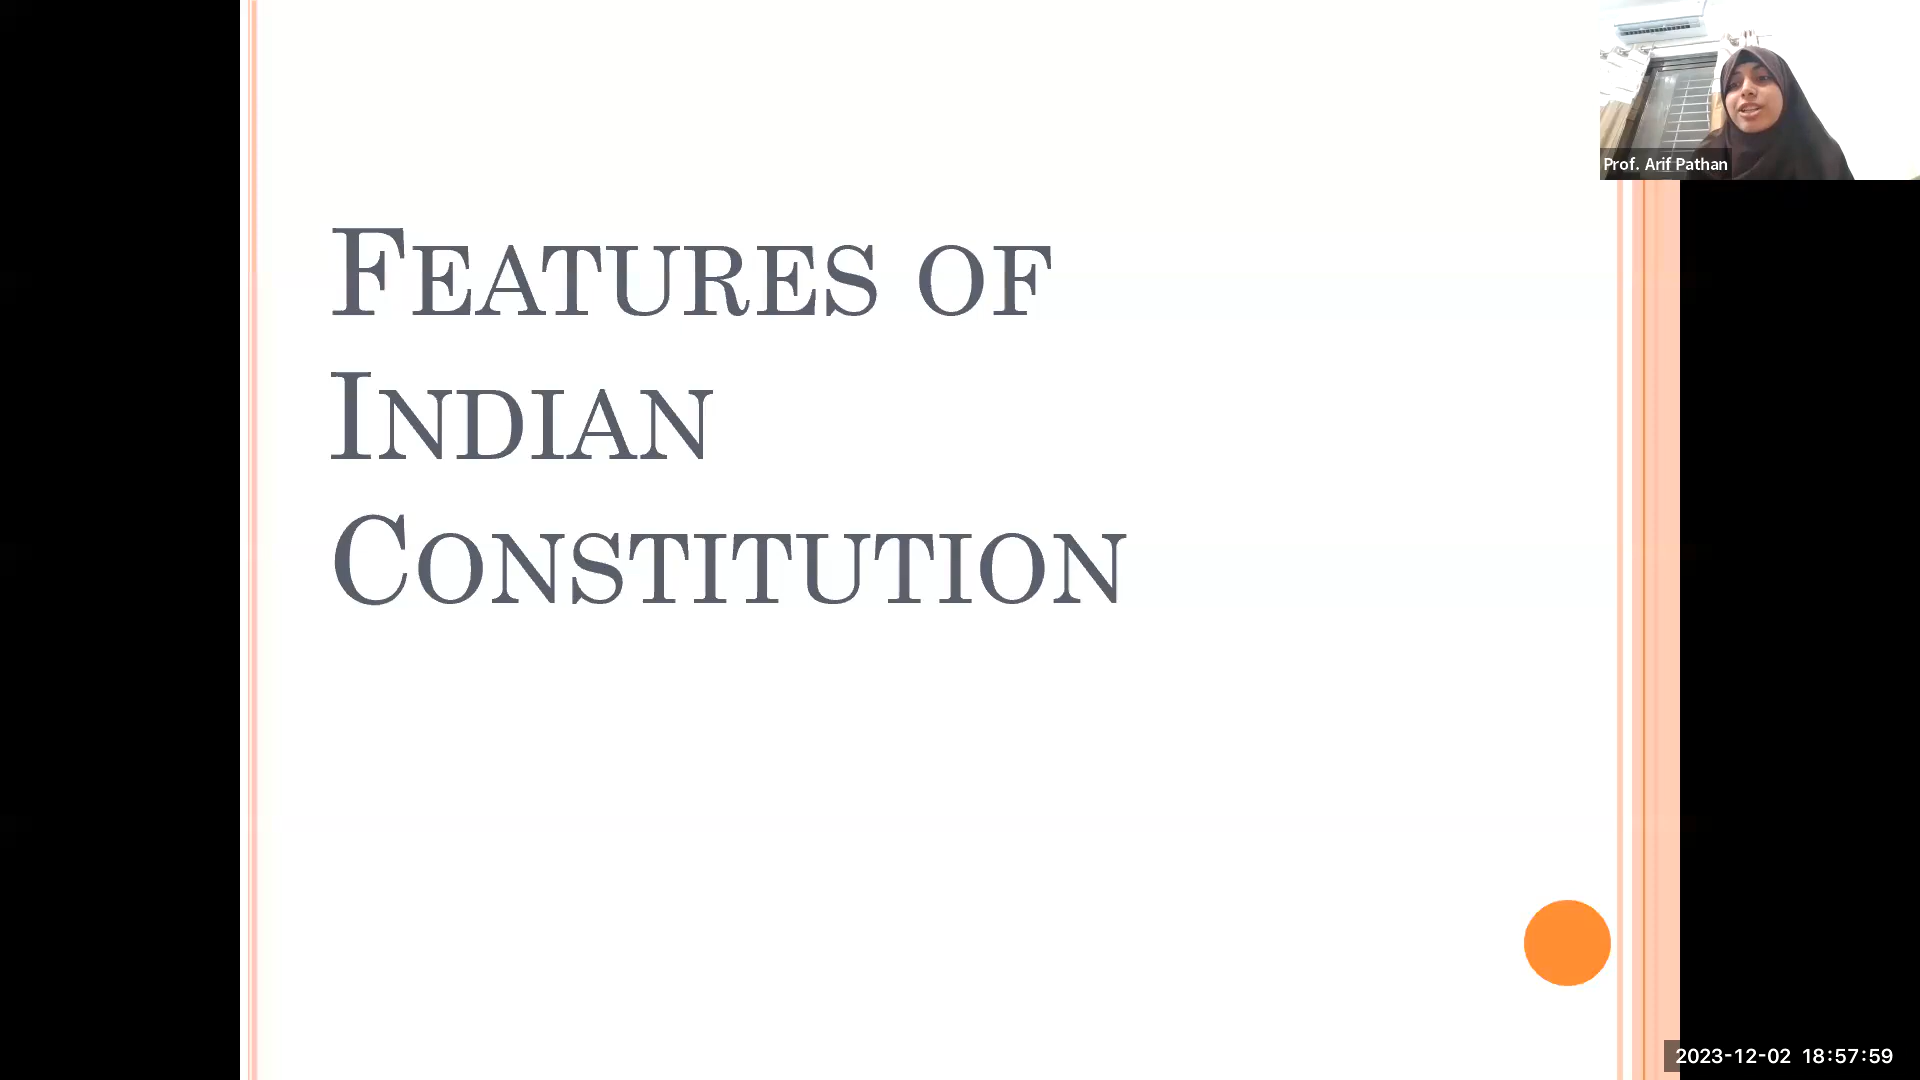 Prof. Arif Pathan
FEATURES OF
INDIAN
CONSTITUTION
2023-12-02 18:57:59